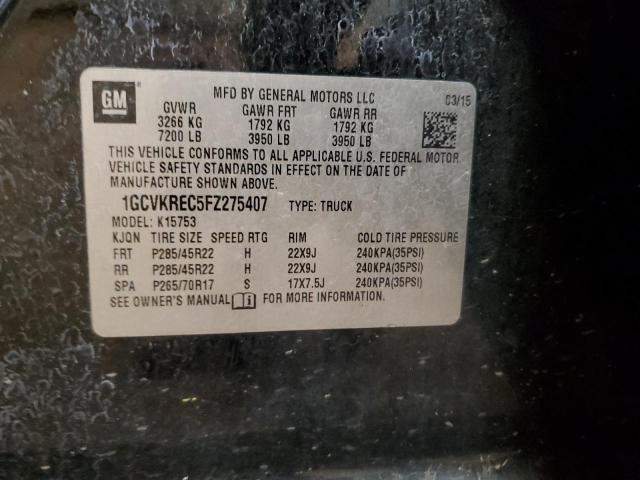 GM
MFD BY GENERAL MOTORS LLC
03/15
GVWR GAWR FRT GAWR RR
3266 KG 1792 KG 1792 KG
7200 LB 3950 LB 3950 LB
THIS VEHICLE CONFORMS TO ALL APPLICABLE U.S. FEDERAL MOTOR
VEHICLE SAFETY STANDARDS IN EFFECT ON THE DATE OF
MANUFACTURE SHOWN ABOVE.
1GCVKREC5FZ275407 TYPE: TRUCK
MODEL: K15753
KJQN TIRE SIZE SPEED RTG RIM COLD TIRE PRESSURE
FRT P285/45R22 H 22X9J 240KPA(35PSI)
RR P285/45R22 H 22X9J 240KPA(35PSI)
SPA P265/70R17 S 17X7.5J 240KPA(35PSI)
SEE OWNER'S MANUAL FOR MORE INFORMATION.